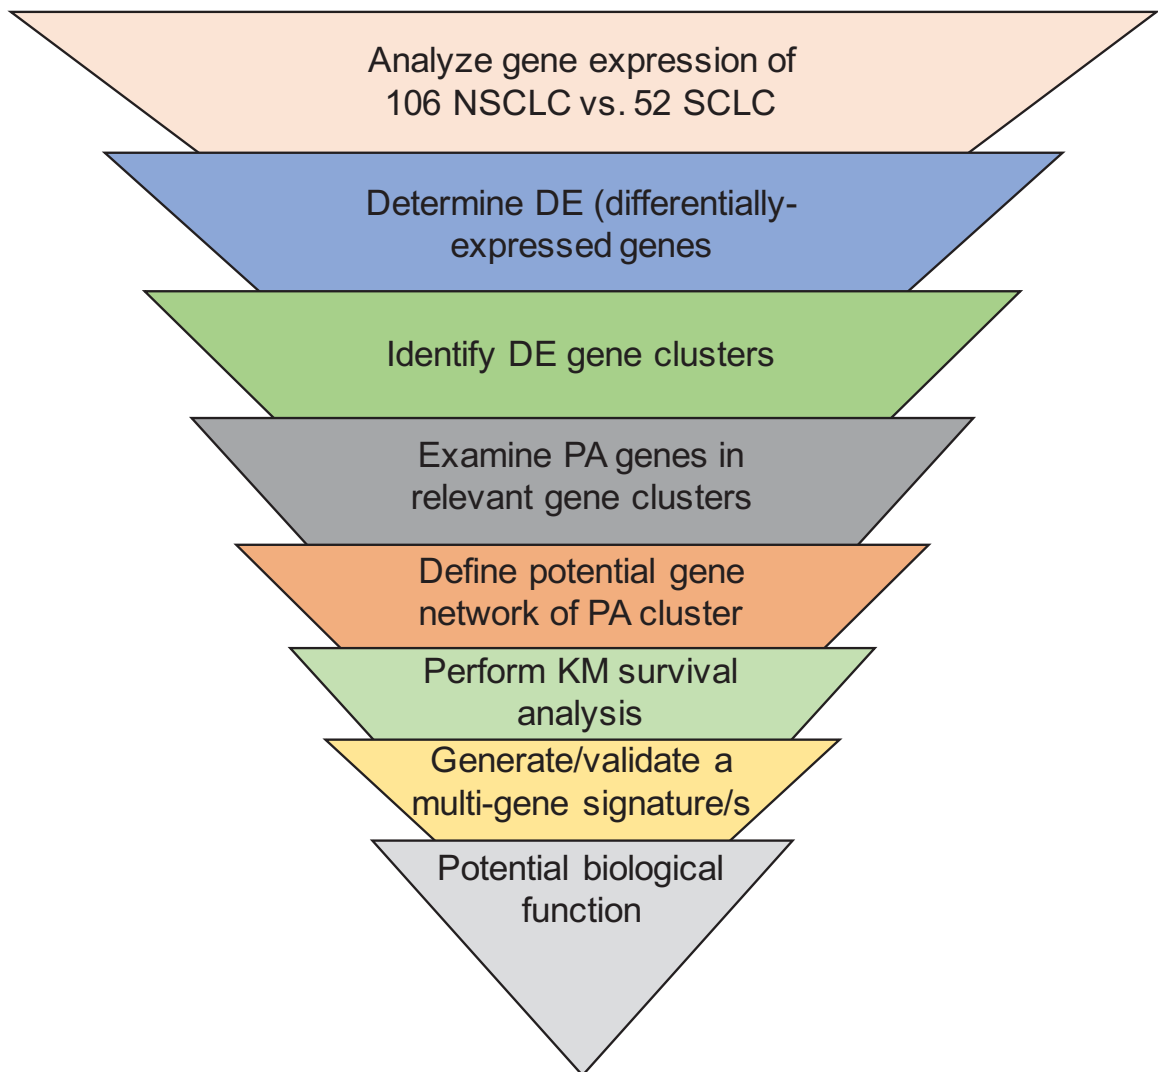 Analyze gene expression of
106 NSCLC vs. 52 SCLC
Determine DE (differentially-
expressed genes
Identify DE gene clusters
Examine PA genes in
relevant gene clusters
Define potential gene
network of PA cluster
Perform KM survival
analysis
Generate/validate a
multi-gene signature/s
Potential biological
function